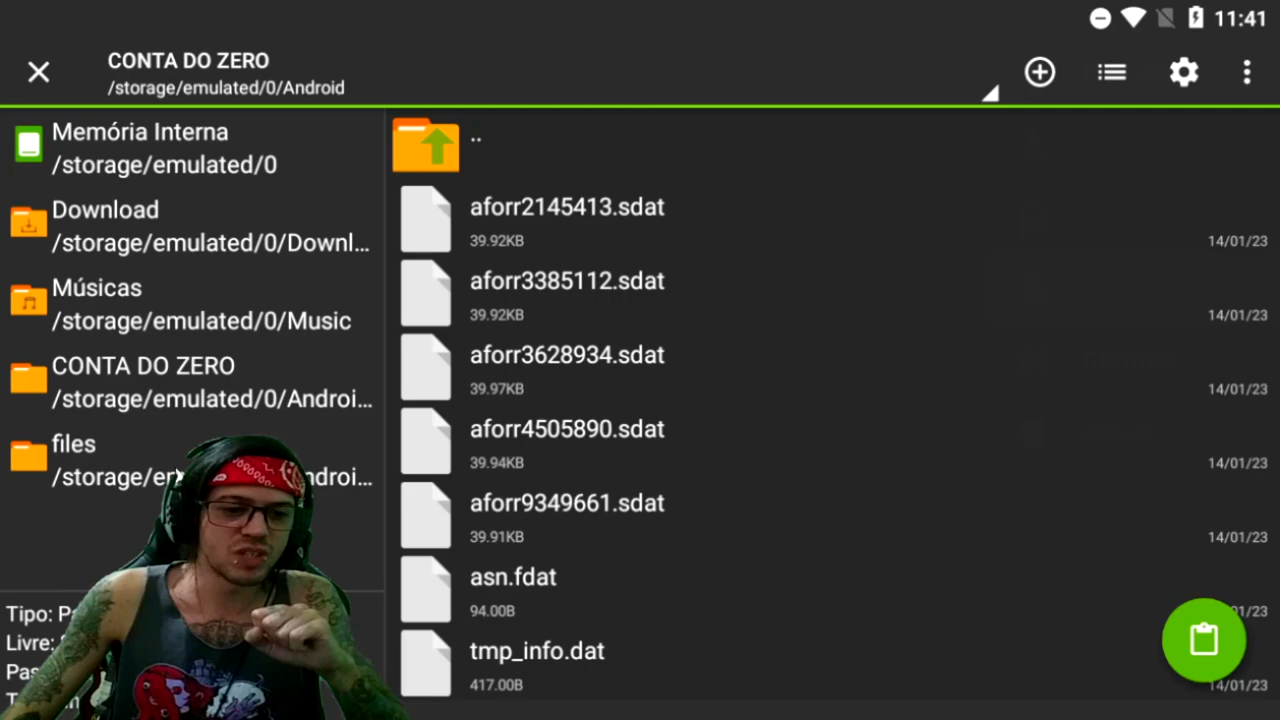 11:41
CONTA DO ZERO
/storage/emulated/0/Android
Memória Interna
/storage/emulated/0
Download
/storage/emulated/0/Downl...
Músicas
/storage/emulated/0/Music
CONTA DO ZERO
/storage/emulated/0/Androi...
files
..
aforr2145413.sdat
39.92KB
14/01/23
aforr3385112.sdat
39.92KB
14/01/23
aforr3628934.sdat
39.97KB
14/01/23
aforr4505890.sdat
39.94KB
14/01/23
aforr9349661.sdat
39.91KB
14/01/23
asn.fdat
94.00B
tmp_info.dat
417.00B
14/01/23
Tipo:
Livre: